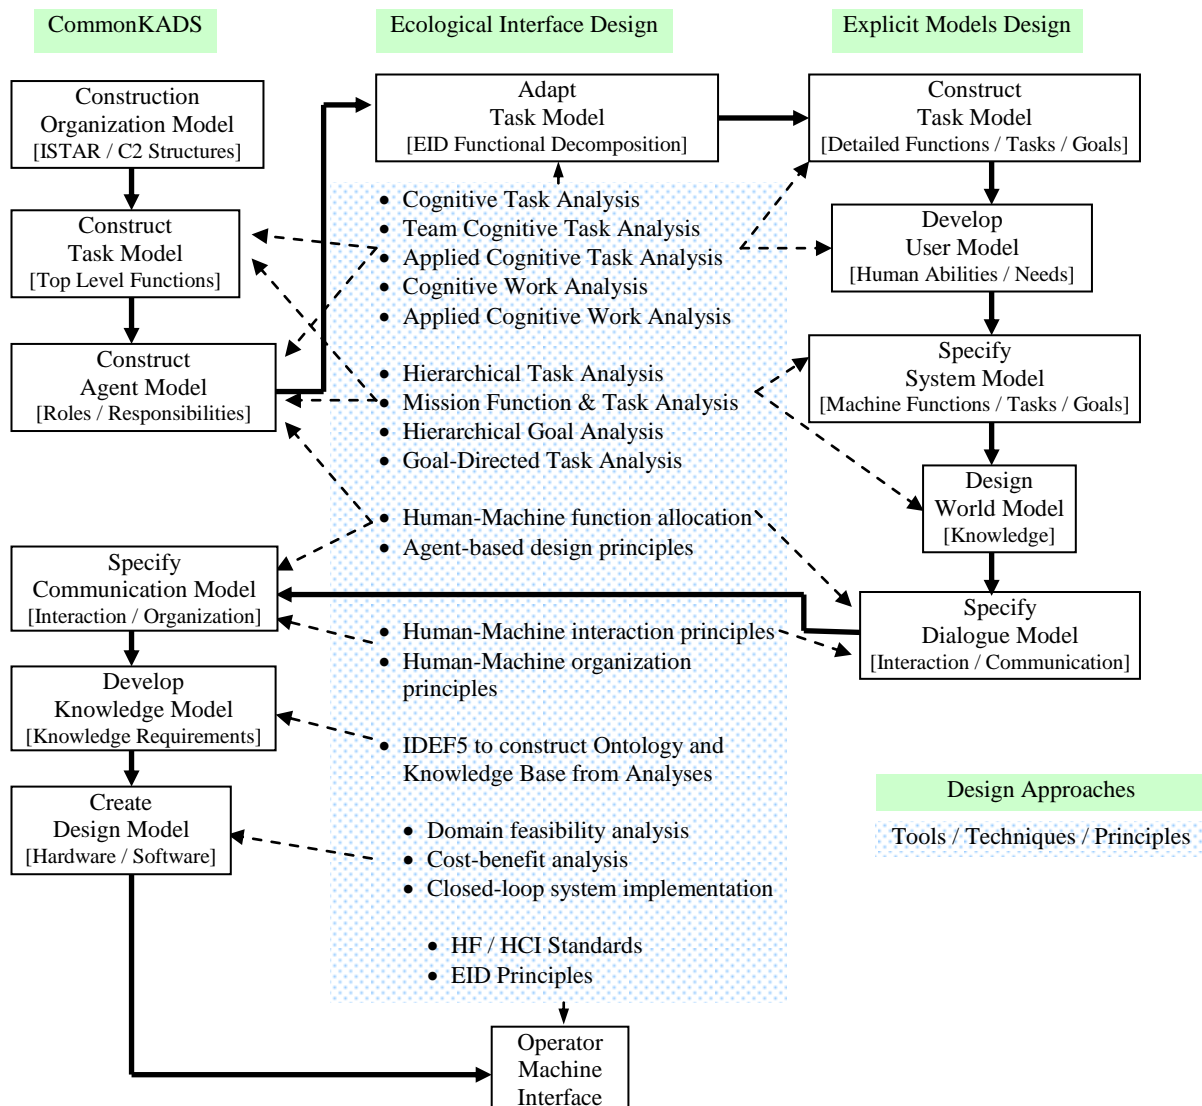 CommonKADS
Ecological Interface Design
Explicit Models Design
Construction
Organization Model
[ISTAR / C2 Structures]
Construct
Task Model
[Top Level Functions]
Construct
Agent Model
[Roles / Responsibilities]
Specify
Communication Model
[Interaction / Organization]
Develop
Knowledge Model
[Knowledge Requirements]
Create
Design Model
[Hardware / Software]
Adapt
Task Model
[EID Functional Decomposition]
• Cognitive Task Analysis
• Team Cognitive Task Analysis
• Applied Cognitive Task Analysis
• Cognitive Work Analysis
• Applied Cognitive Work Analysis
• Hierarchical Task Analysis
• Mission Function & Task Analysis
• Hierarchical Goal Analysis
• Goal-Directed Task Analysis
• Human-Machine function allocation
• Agent-based design principles
• Human-Machine interaction principles
• Human-Machine organization
principles
• IDEF5 to construct Ontology and
Knowledge Base from Analyses
• Domain feasibility analysis
• Cost-benefit analysis
• Closed-loop system implementation
• HF / HCI Standards
• EID Principles
Operator
Machine
Interface
Construct
Task Model
[Detailed Functions / Tasks / Goals]
Develop
User Model
[Human Abilities / Needs]
Specify
System Model
[Machine Functions / Tasks / Goals]
Design
World Model
[Knowledge]
Specify
Dialogue Model
[Interaction / Communication]
Design Approaches
Tools / Techniques / Principles